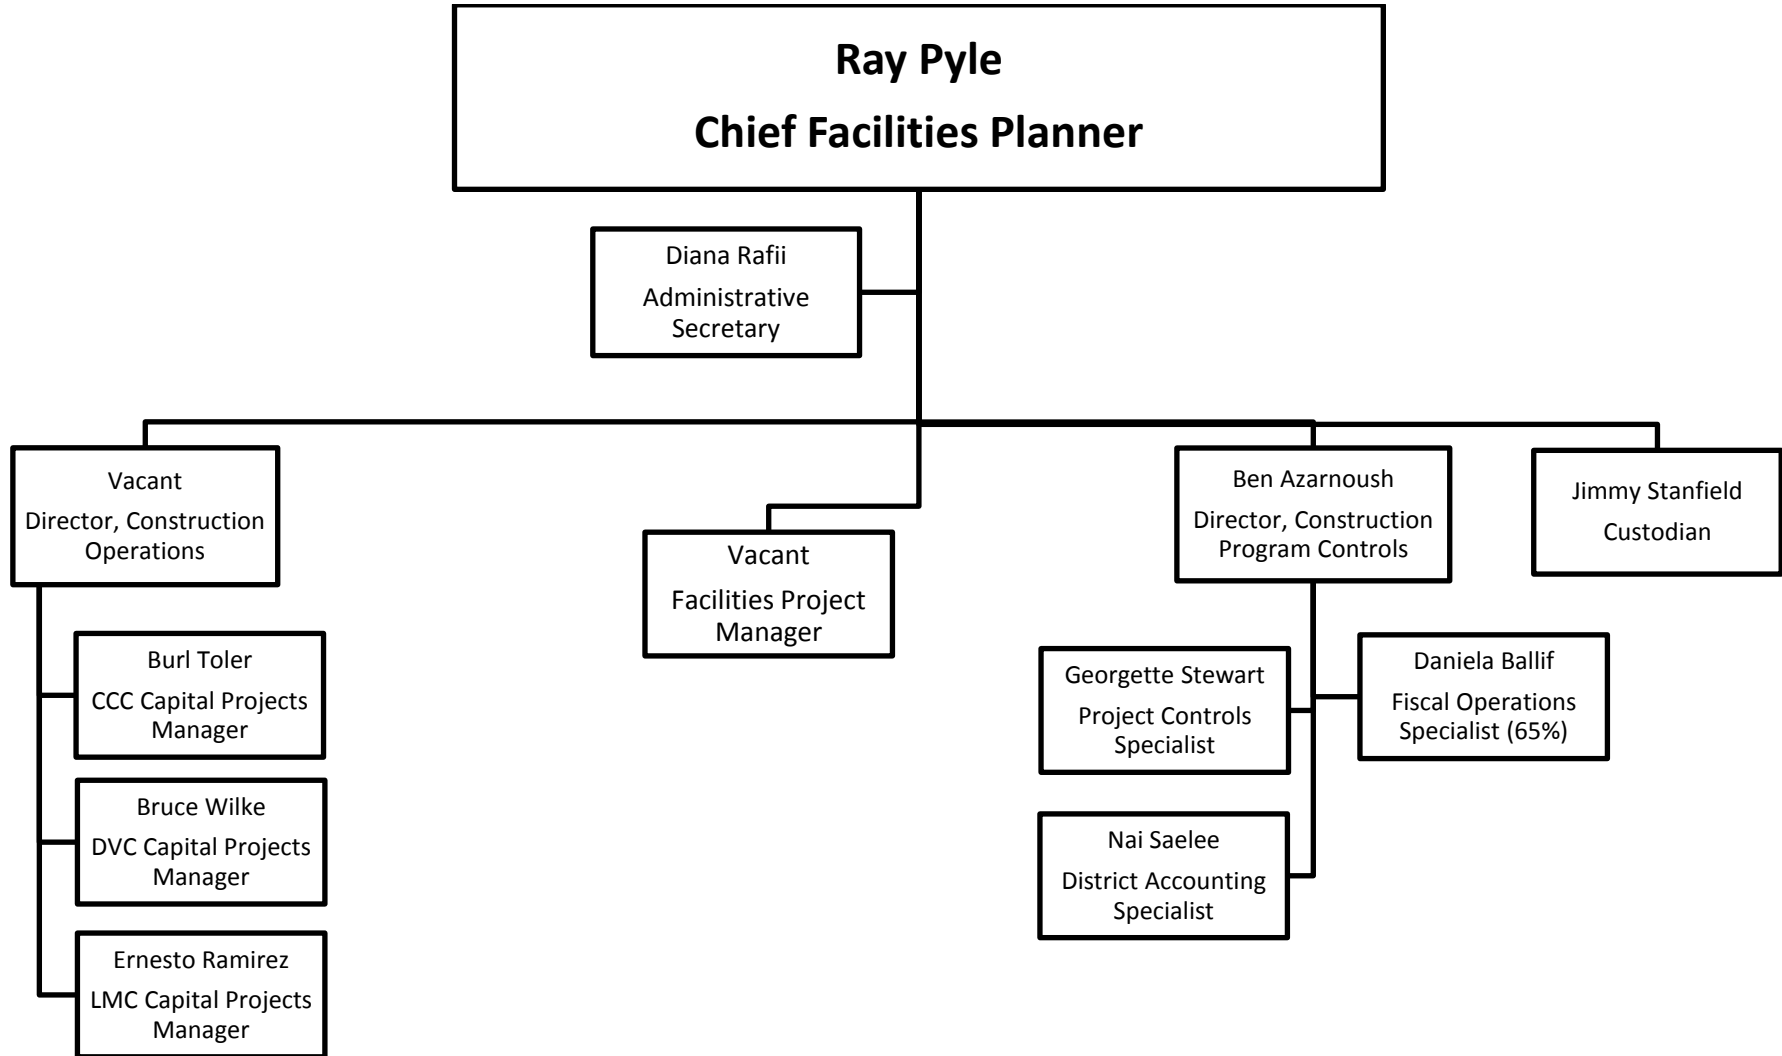 Ray Pyle
Chief Facilities Planner
Diana Rafii
Administrative
Secretary
Vacant
Director, Construction
Operations
Burl Toler
CCC Capital Projects
Manager
Bruce Wilke
DVC Capital Projects
Manager
Ernesto Ramirez
LMC Capital Projects
Manager
Vacant
Facilities Project
Manager
Ben Azarnoush
Director, Construction
Program Controls
Georgette Stewart
Project Controls
Specialist
Daniela Ballif
Fiscal Operations
Specialist (65%)
Nai Saelee
District Accounting
Specialist
Jimmy Stanfield
Custodian